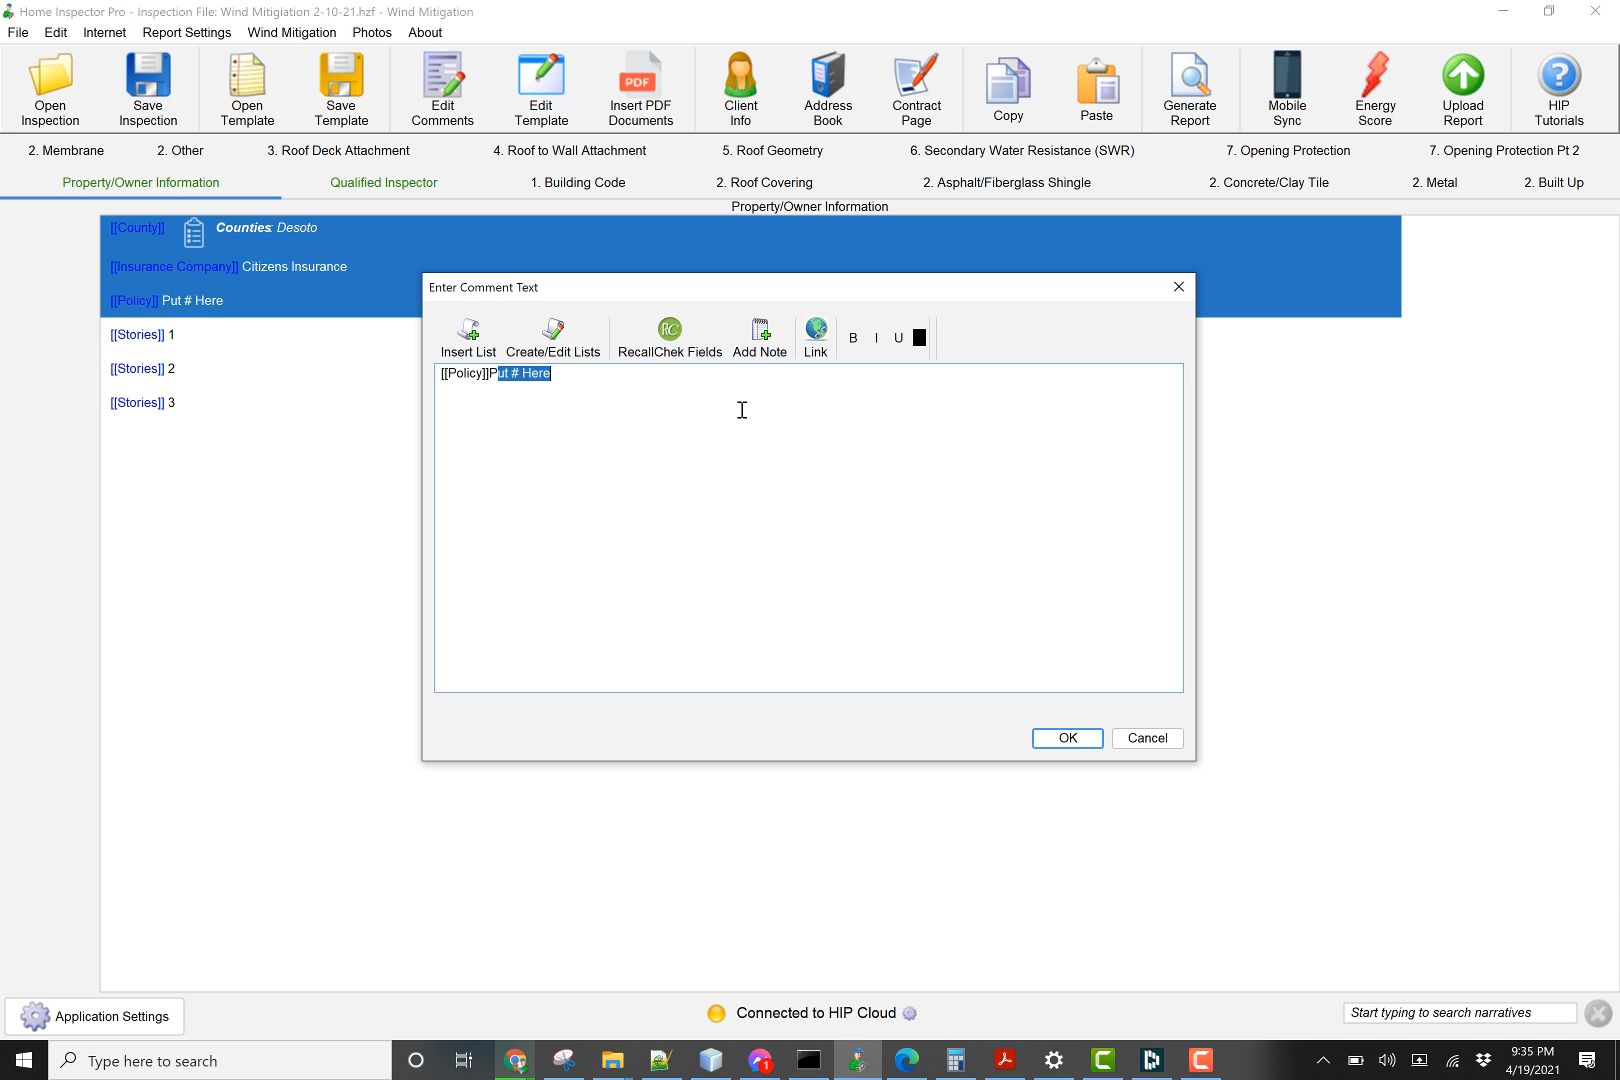 Home Inspector Pro - Inspection File: Wind Mitigiation 2-10-21.hzf - Wind Mitigation
File Edit Internet Report Settings Wind Mitigation Photos About
Open Inspection
Save Inspection
Open Template
Save Template
Edit Comments
Edit Template
PDF
Insert PDF Documents
Client Info
Address Book
Contract Page
Copy
Paste
Generate Report
Mobile Sync
Energy Score
Upload Report
HIP Tutorials
2. Membrane 2. Other 3. Roof Deck Attachment 4. Roof to Wall Attachment 5. Roof Geometry 6. Secondary Water Resistance (SWR) 7. Opening Protection 7. Opening Protection Pt 2
Property/Owner Information Qualified Inspector 1. Building Code 2. Roof Covering 2. Asphalt/Fiberglass Shingle 2. Concrete/Clay Tile 2. Metal 2. Built Up
Property/Owner Information
[[County]] Counties: Desoto
[[Insurance Company]] Citizens Insurance
[[Policy]] Put # Here
[[Stories]] 1
[[Stories]] 2
[[Stories]] 3
Enter Comment Text
Insert List Create/Edit Lists RC RecallChek Fields Add Note Link B I U
[[Policy]]Put # Here
OK Cancel
Application Settings
Connected to HIP Cloud
Start typing to search narratives
Type here to search
1
9:35 PM
4/19/2021